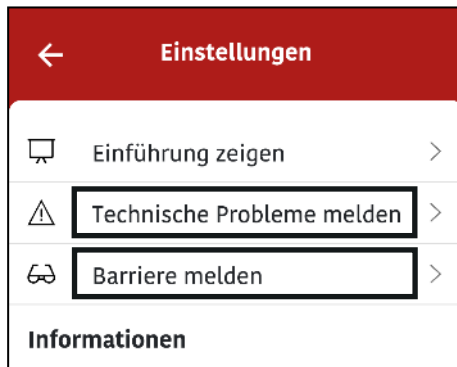 Einstellungen
Einführung zeigen
Technische Probleme melden
Barriere melden
Informationen